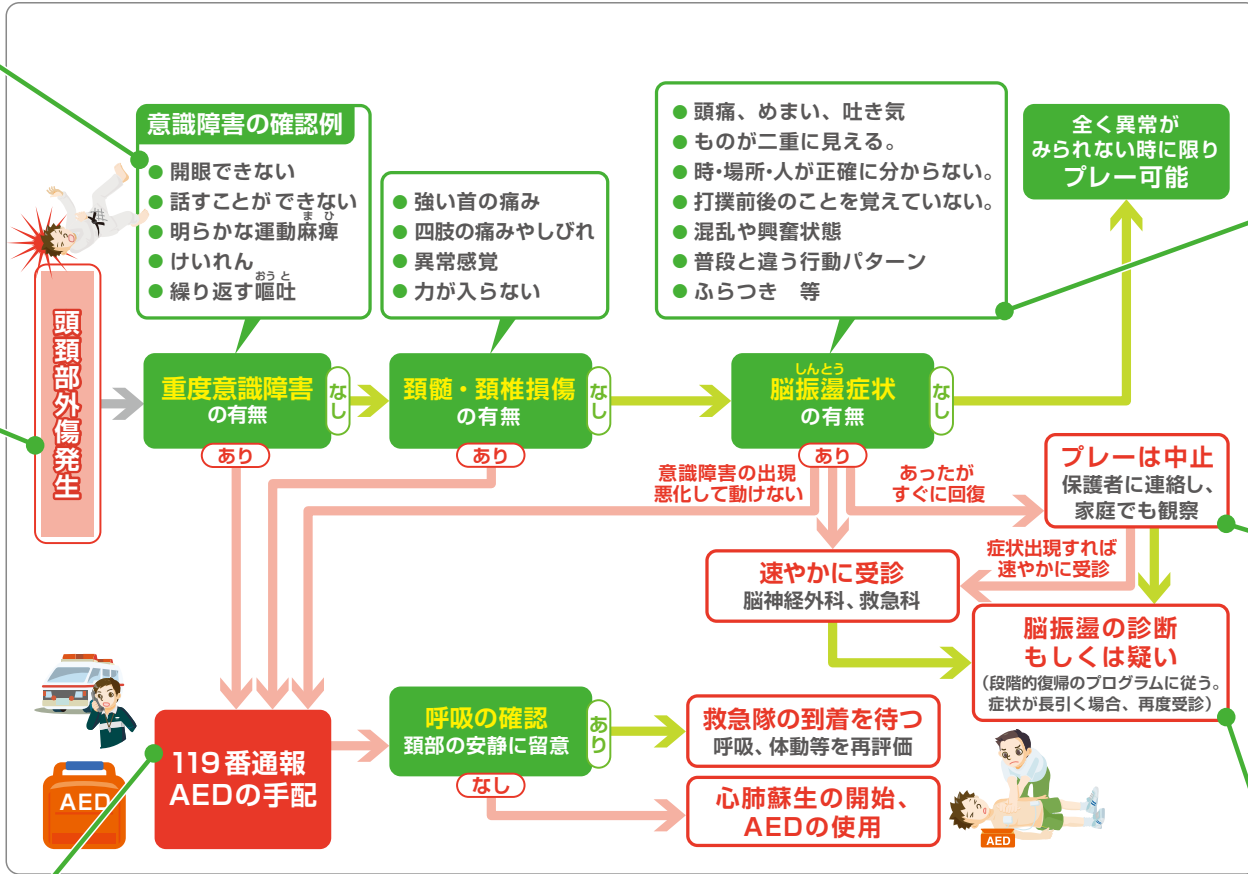 意識障害の確認例
● 開眼できない
● 話すことができない
● 明らかな運動麻痺
まひ
● けいれん
● 繰り返す嘔吐
おうと
● 強い首の痛み
● 四肢の痛みやしびれ
● 異常感覚
● 力が入らない
● 頭痛、めまい、吐き気
● ものが二重に見える。
● 時・場所・人が正確に分からない。
● 打撲前後のことを覚えていない。
● 混乱や興奮状態
● 普段と違う行動パターン
● ふらつき 等
全く異常が
みられない時に限り
プレー可能
頭頚部外傷発生
重度意識障害
の有無
なし
あり
頚髄・頚椎損傷
の有無
なし
あり
しんとう
脳振盪症状
の有無
なし
あり
意識障害の出現
悪化して動けない
あったが
すぐに回復
プレーは中止
保護者に連絡し、
家庭でも観察
症状出現すれば
速やかに受診
速やかに受診
脳神経外科、救急科
脳振盪の診断
もしくは疑い
(段階的復帰のプログラムに従う。
症状が長引く場合、再度受診)
119番通報
AEDの手配
AED
呼吸の確認
頚部の安静に留意
あり
なし
救急隊の到着を待つ
呼吸、体動等を再評価
心肺蘇生の開始、
AEDの使用
AED